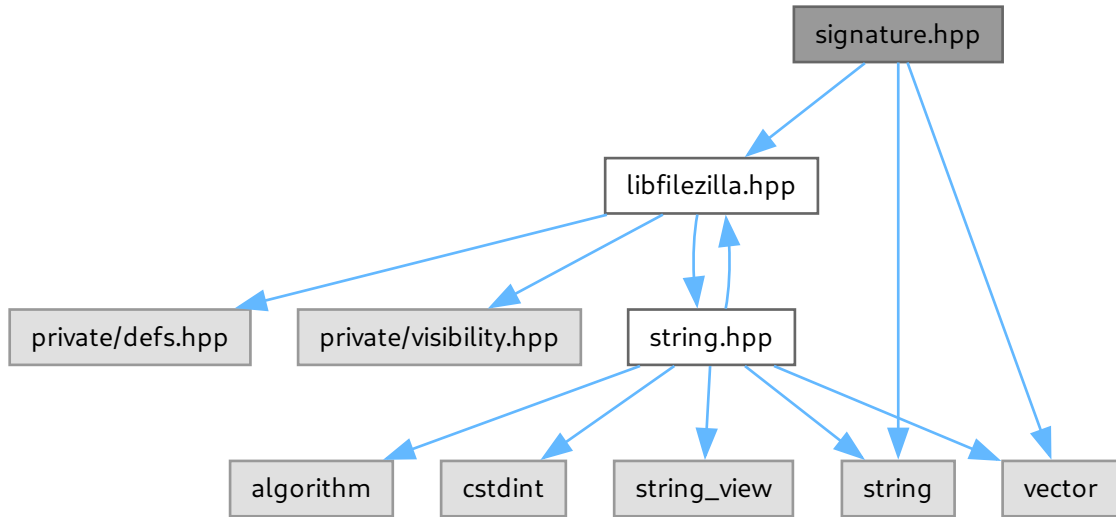 signature.hpp
libfilezilla.hpp
private/defs.hpp
private/visibility.hpp
string.hpp
algorithm
cstdint
string_view
string
vector